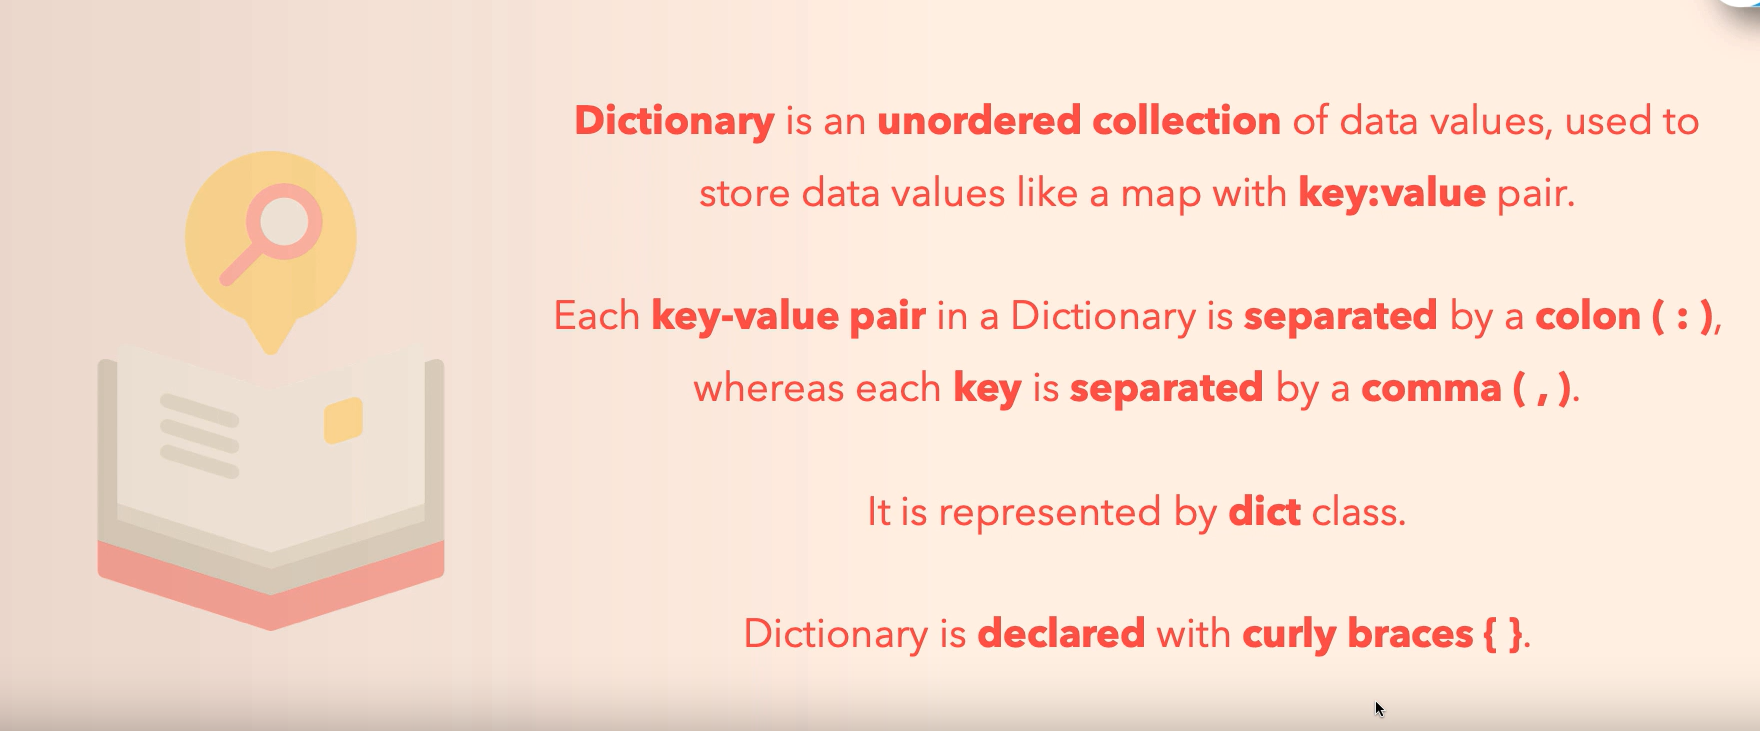 Dictionary is an unordered collection of data values, used to
store data values like a map with key:value pair.
Each key-value pair in a Dictionary is separated by a colon ( : ),
whereas each key is separated by a comma ( , ).
It is represented by dict class.
Dictionary is declared with curly braces { }.